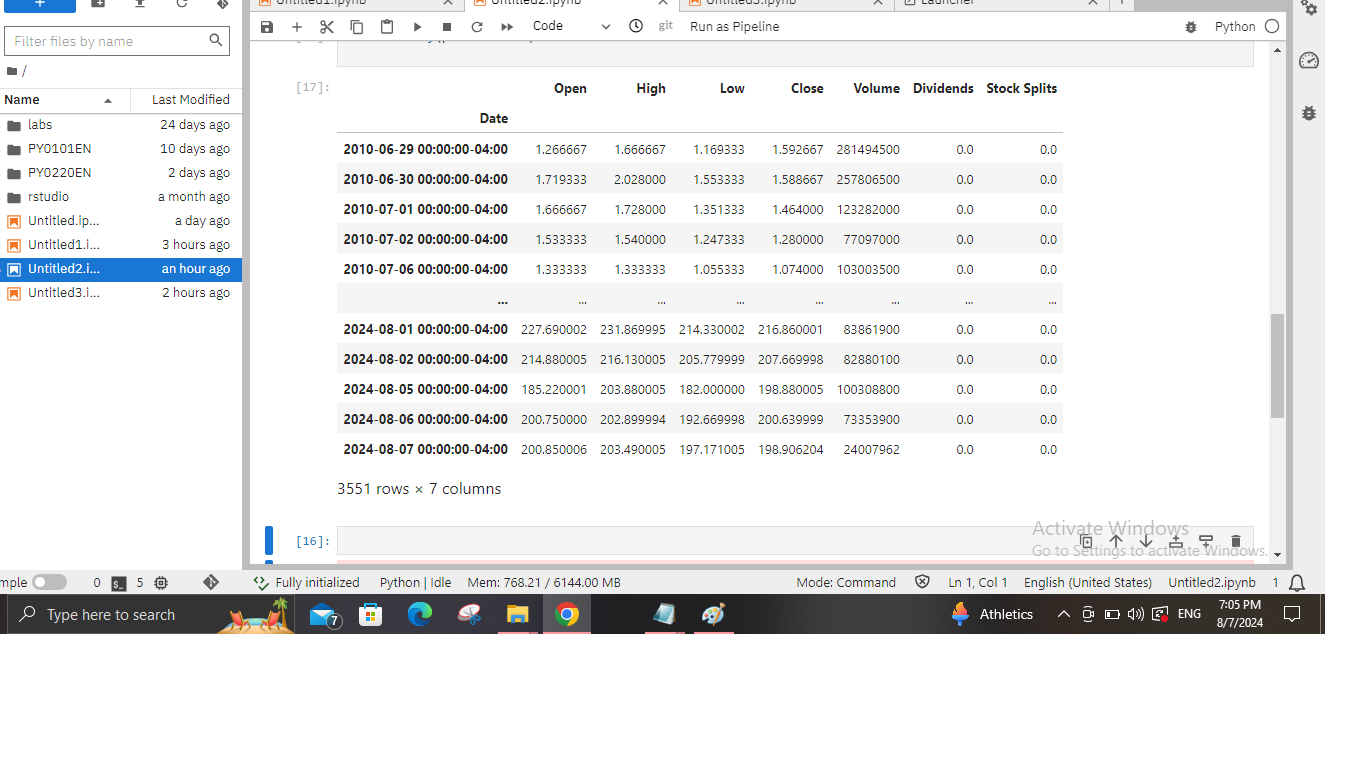 Untitled1.ipynb Untitled2.ipynb Untitled3.ipynb Launcher
Code git Run as Pipeline Python
Filter files by name
/
Name Last Modified
labs 24 days ago
PY0101EN 10 days ago
PY0220EN 2 days ago
rstudio a month ago
Untitled.ip... a day ago
Untitled1.i... 3 hours ago
Untitled2.i... an hour ago
Untitled3.i... 2 hours ago
[17]:
Open High Low Close Volume Dividends Stock Splits
Date
2010-06-29 00:00:00-04:00 1.266667 1.666667 1.169333 1.592667 281494500 0.0 0.0
2010-06-30 00:00:00-04:00 1.719333 2.028000 1.553333 1.588667 257806500 0.0 0.0
2010-07-01 00:00:00-04:00 1.666667 1.728000 1.351333 1.464000 123282000 0.0 0.0
2010-07-02 00:00:00-04:00 1.533333 1.540000 1.247333 1.280000 77097000 0.0 0.0
2010-07-06 00:00:00-04:00 1.333333 1.333333 1.055333 1.074000 103003500 0.0 0.0
... ... ... ... ... ... ... ...
2024-08-01 00:00:00-04:00 227.690002 231.869995 214.330002 216.860001 83861900 0.0 0.0
2024-08-02 00:00:00-04:00 214.880005 216.130005 205.779999 207.669998 82880100 0.0 0.0
2024-08-05 00:00:00-04:00 185.220001 203.880005 182.000000 198.880005 100308800 0.0 0.0
2024-08-06 00:00:00-04:00 200.750000 202.899994 192.669998 200.639999 73353900 0.0 0.0
2024-08-07 00:00:00-04:00 200.850006 203.490005 197.171005 198.906204 24007962 0.0 0.0
3551 rows × 7 columns
[16]:
Activate Windows
Go to Settings to activate Windows.
mple 0 $_ 5 Fully initialized Python | Idle Mem: 768.21 / 6144.00 MB Mode: Command Ln 1, Col 1 English (United States) Untitled2.ipynb 1
Type here to search 7 Athletics ENG 7:05 PM
8/7/2024